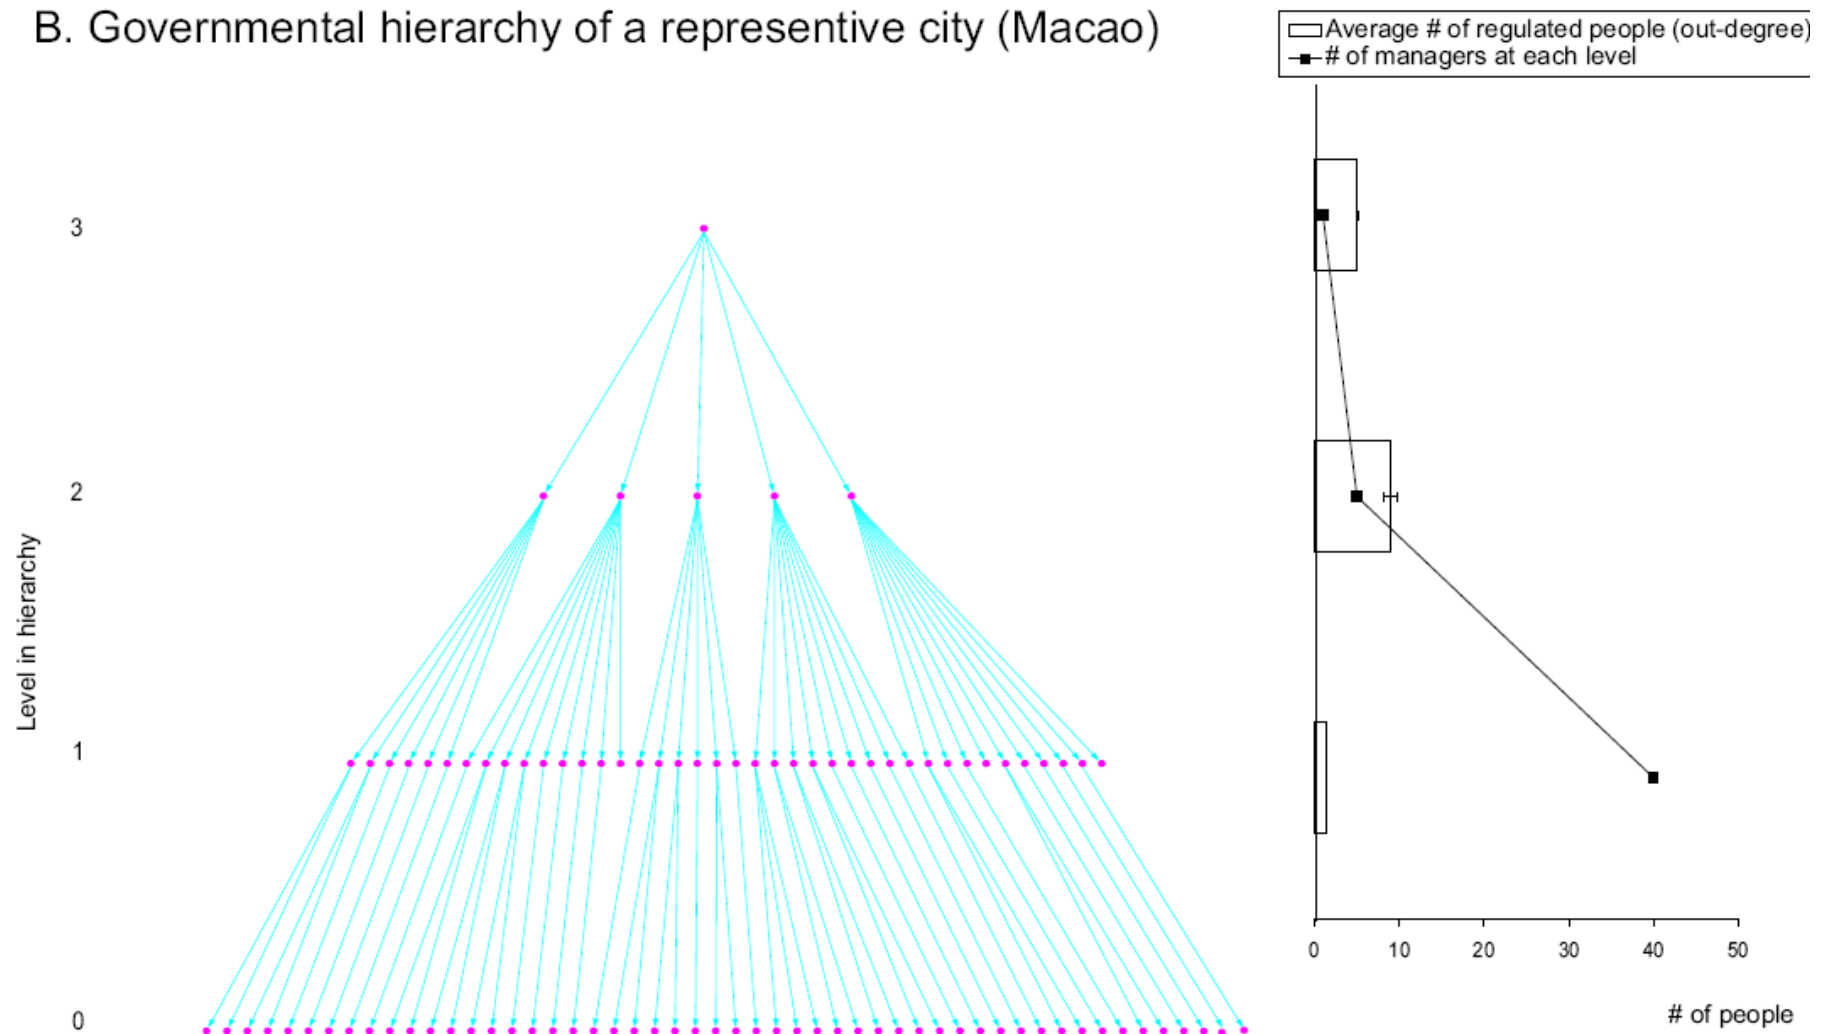 B. Governmental hierarchy of a representive city (Macao)
Average # of regulated people (out-degree)
# of managers at each level
3
2
1
0
Level in hierarchy
0 10 20 30 40 50
# of people